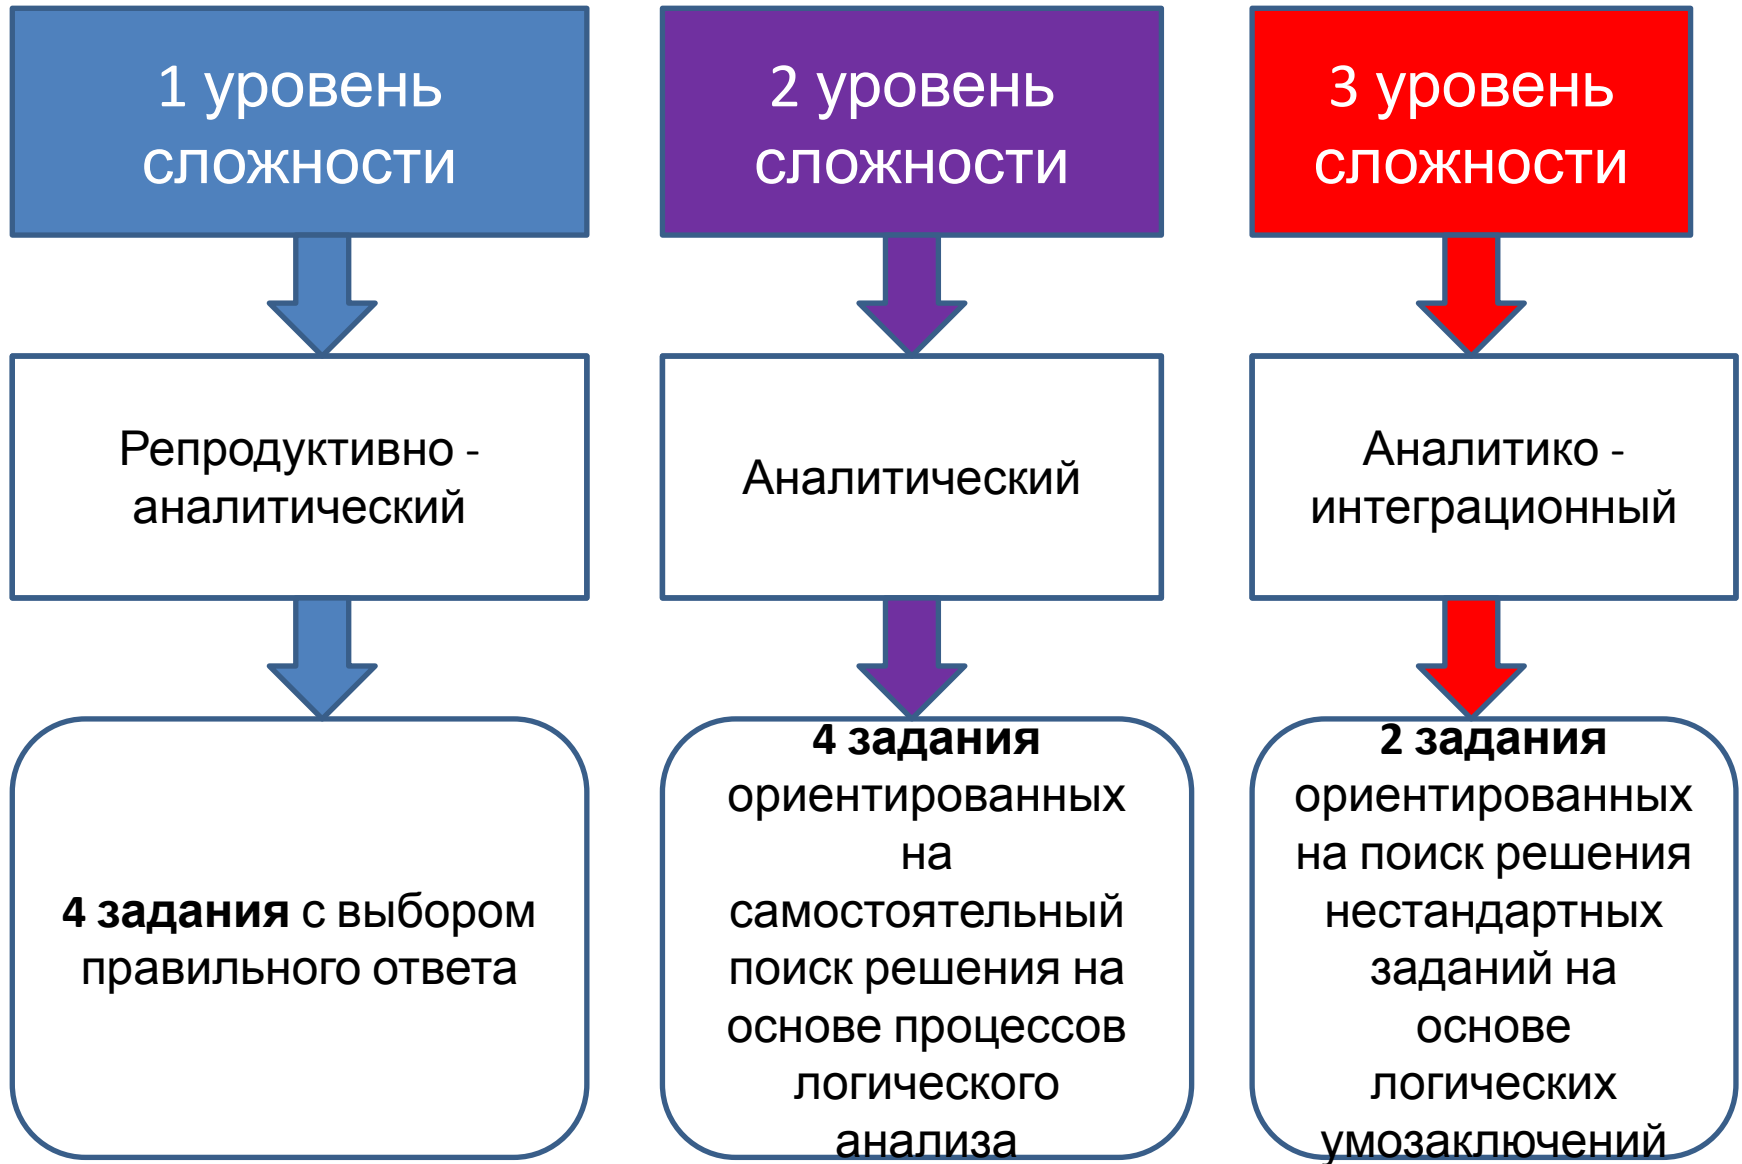 1 уровень
сложности
2 уровень
сложности
3 уровень
сложности
Репродуктивно -
аналитический
Аналитический
Аналитико -
интеграционный
4 задания с выбором
правильного ответа
4 задания
ориентированных
на
самостоятельный
поиск решения на
основе процессов
логического
анализа
2 задания
ориентированных
на поиск решения
нестандартных
заданий на
основе
логических
умозаключений